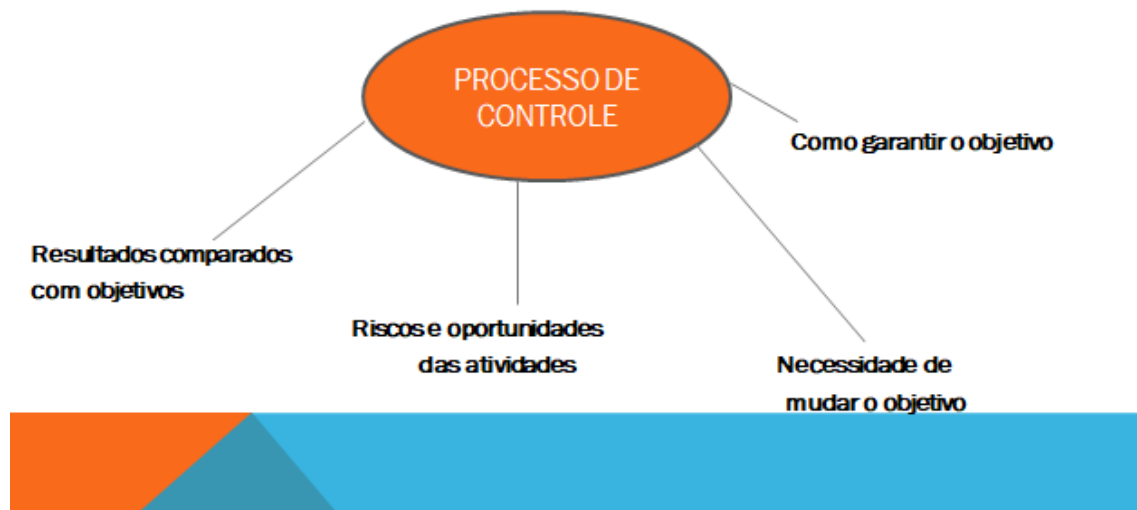 PROCESSO DE
CONTROLE
Como garantir o objetivo
Resultados comparados
com objetivos
Riscos e oportunidades
das atividades
Necessidade de
mudar o objetivo